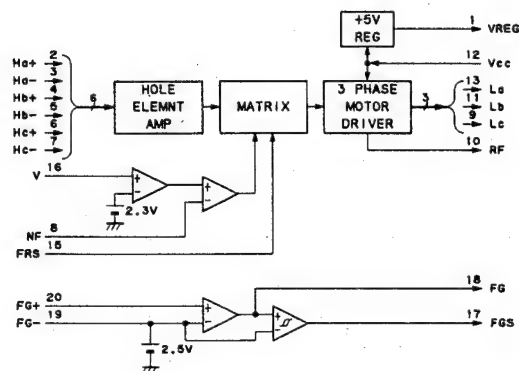 +5V
REG
1
VREG
12
Vcc
Ha+ 2
Ha- 3
Hb+ 4
Hb- 5
Hc+ 6
Hc- 7
6
HOLE
ELEMNT
AMP
MATRIX
3 PHASE
MOTOR
DRIVER
3
13 La
11 Lb
9 Lc
10 RF
V 16
+
-
2.3V
+
-
NF 8
FRS 15
18 FG
FG+ 20
FG- 19
+
-
+
-
17 FGS
2.5V